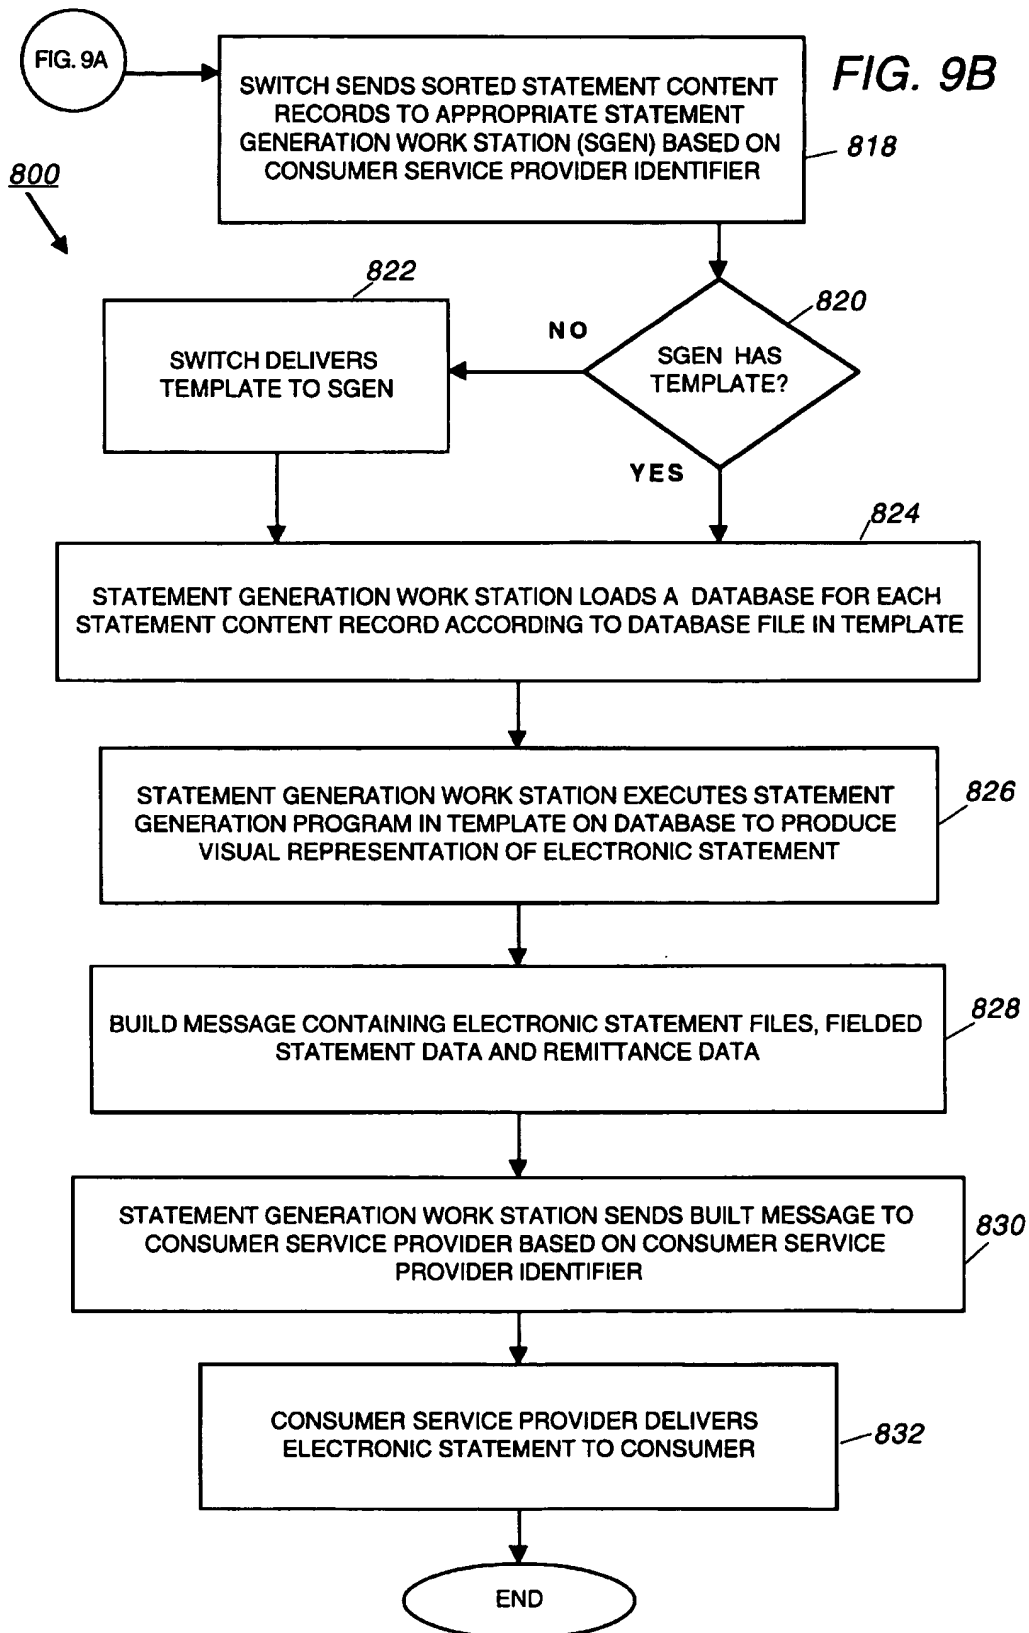 FIG. 9A
FIG. 9B
SWITCH SENDS SORTED STATEMENT CONTENT
RECORDS TO APPROPRIATE STATEMENT
GENERATION WORK STATION (SGEN) BASED ON
CONSUMER SERVICE PROVIDER IDENTIFIER
818
800
822
820
NO
SWITCH DELIVERS
TEMPLATE TO SGEN
SGEN HAS
TEMPLATE?
YES
824
STATEMENT GENERATION WORK STATION LOADS A DATABASE FOR EACH
STATEMENT CONTENT RECORD ACCORDING TO DATABASE FILE IN TEMPLATE
STATEMENT GENERATION WORK STATION EXECUTES STATEMENT
GENERATION PROGRAM IN TEMPLATE ON DATABASE TO PRODUCE
VISUAL REPRESENTATION OF ELECTRONIC STATEMENT
826
BUILD MESSAGE CONTAINING ELECTRONIC STATEMENT FILES, FIELDED
STATEMENT DATA AND REMITTANCE DATA
828
STATEMENT GENERATION WORK STATION SENDS BUILT MESSAGE TO
CONSUMER SERVICE PROVIDER BASED ON CONSUMER SERVICE
PROVIDER IDENTIFIER
830
CONSUMER SERVICE PROVIDER DELIVERS
ELECTRONIC STATEMENT TO CONSUMER
832
END